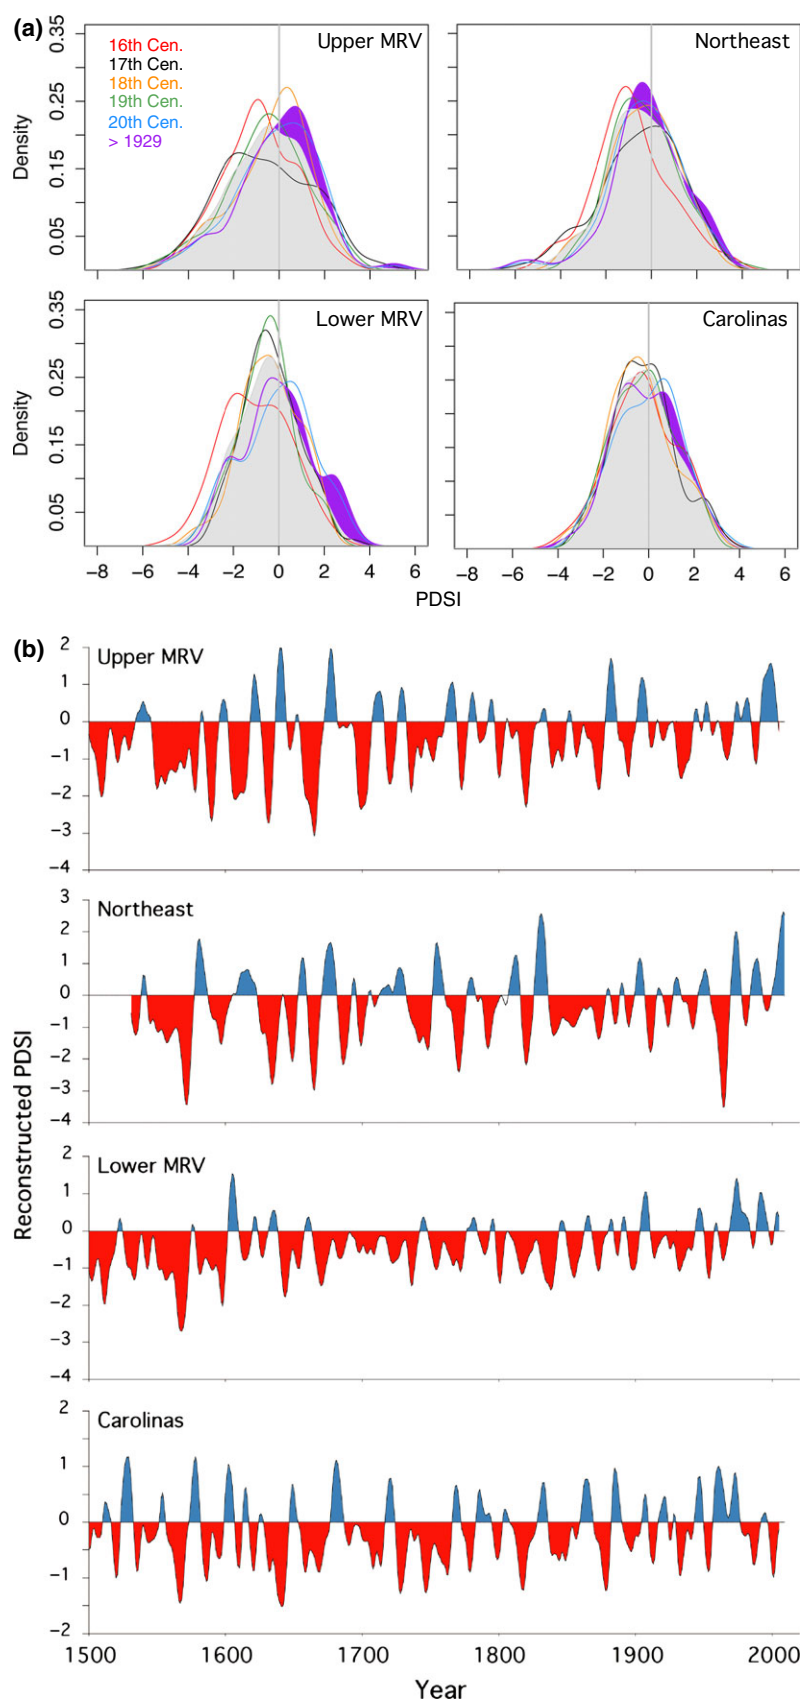 (a)
Upper MRV
16th Cen.
17th Cen.
18th Cen.
19th Cen.
20th Cen.
> 1929
Density
0.35
0.25
0.15
0.05
Northeast
Lower MRV
Density
0.35
0.25
0.15
0.05
−8 −6 −4 −2 0 2 4 6
Carolinas
−8 −6 −4 −2 0 2 4 6
PDSI
(b)
Upper MRV
2
1
0
−1
−2
−3
−4
Northeast
3
2
1
0
−1
−2
−3
−4
Reconstructed PDSI
Lower MRV
2
1
0
−1
−2
−3
−4
Carolinas
2
1
0
−1
−2
1500 1600 1700 1800 1900 2000
Year